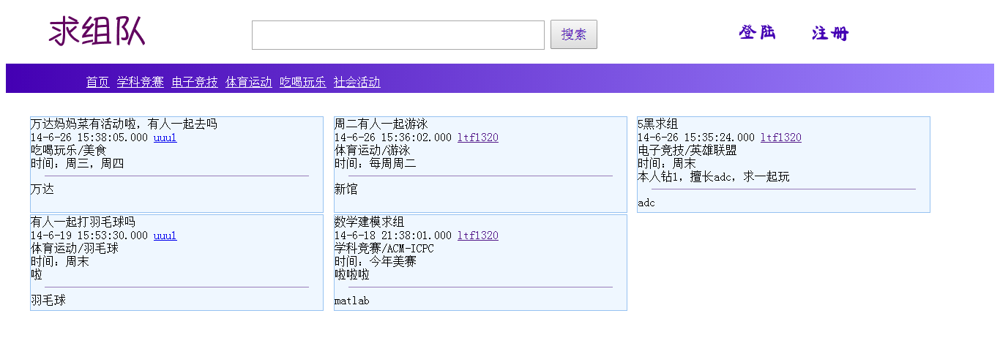 求组队
搜索
登陆 注册
首页 学科竞赛 电子竞技 体育运动 吃喝玩乐 社会活动
万达妈妈菜有活动啦，有人一起去吗
14-6-26 15:38:05.000 uuu1
吃喝玩乐/美食
时间：周三，周四
万达
周二有人一起游泳
14-6-26 15:36:02.000 ltf1320
体育运动/游泳
时间：每周周二
新馆
5黑求组
14-6-26 15:35:24.000 ltf1320
电子竞技/英雄联盟
时间：周末
本人钻1，擅长adc，求一起玩
adc
有人一起打羽毛球吗
14-6-19 15:53:30.000 uuu1
体育运动/羽毛球
时间：周末
啦
羽毛球
数学建模求组
14-6-18 21:38:01.000 ltf1320
学科竞赛/ACM-ICPC
时间：今年美赛
啦啦啦
matlab